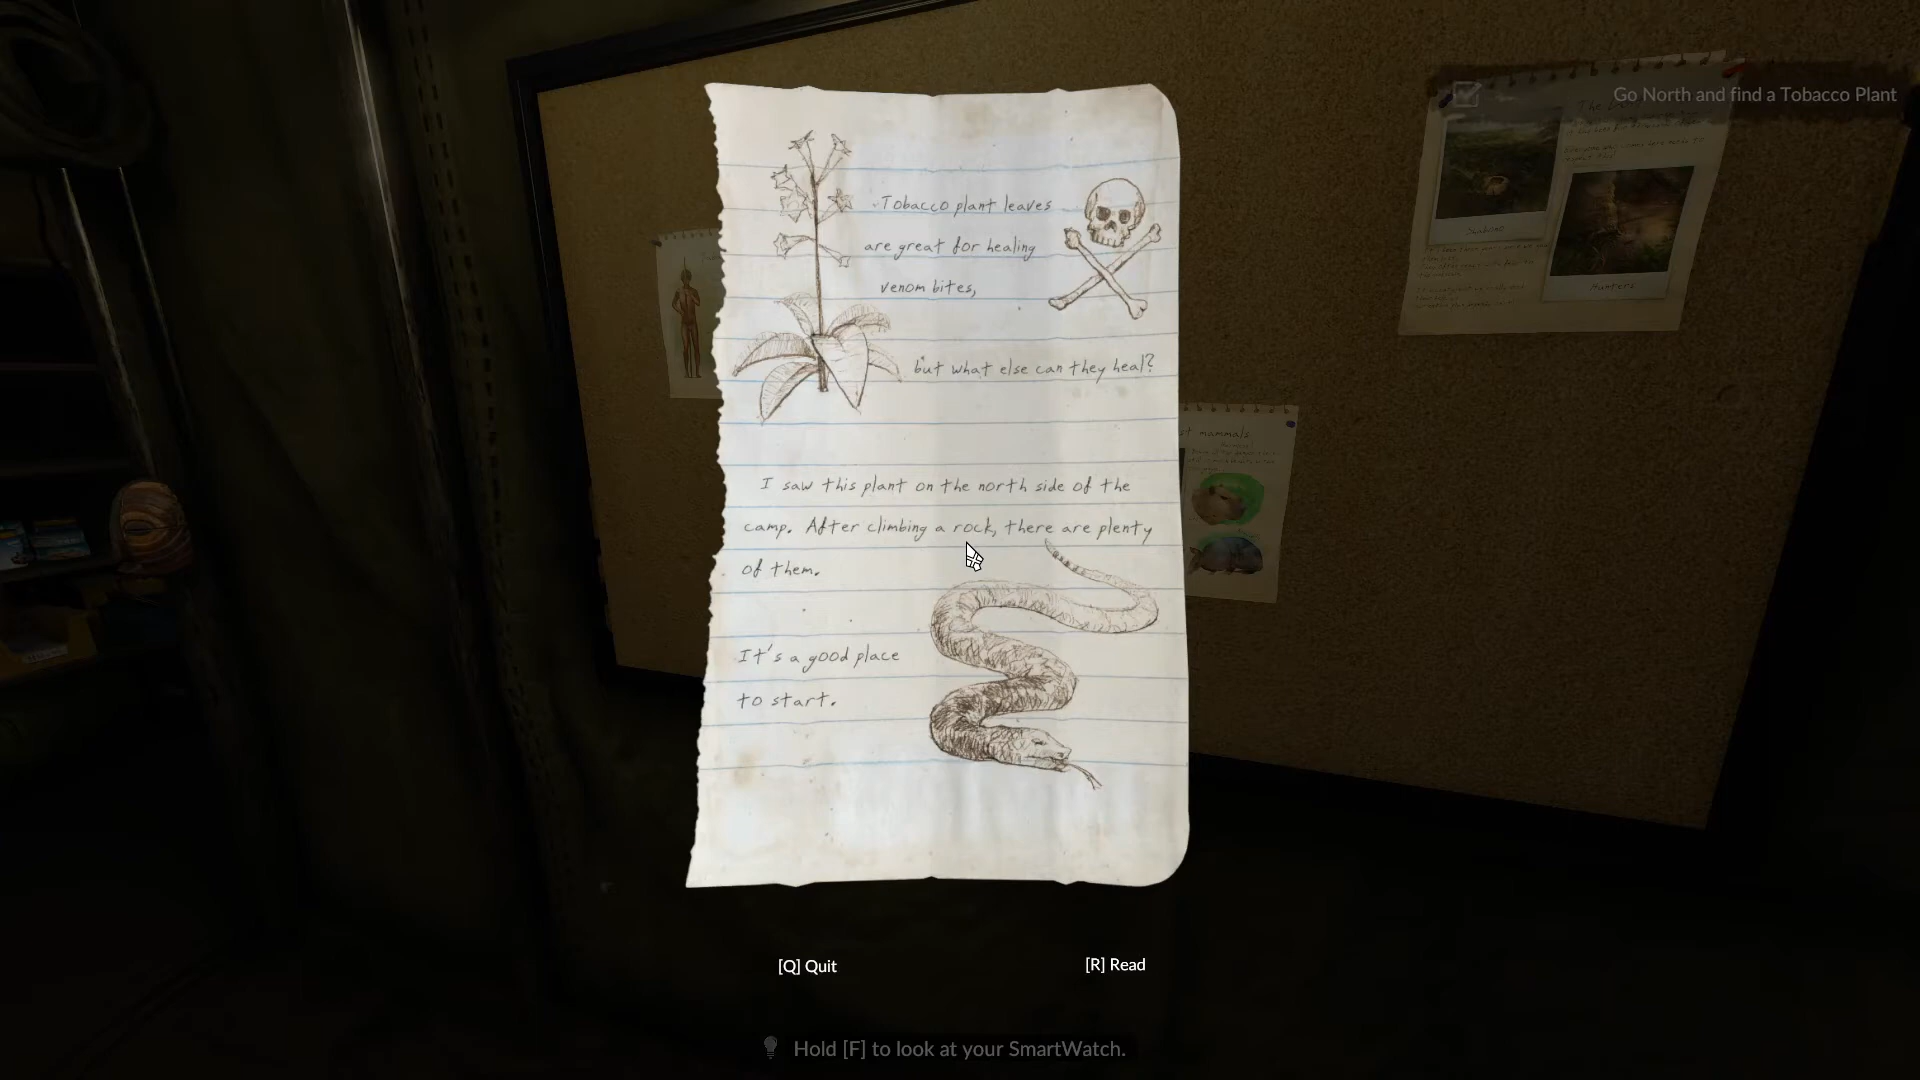 Go North and find a Tobacco Plant
Tobacco plant leaves
are great for healing
venom bites,
but what else can they heal?
I saw this plant on the north side of the
camp. After climbing a rock, there are plenty
of them.
It's a good place
to start.
mammals
Hunters
[Q] Quit
[R] Read
Hold [F] to look at your SmartWatch.